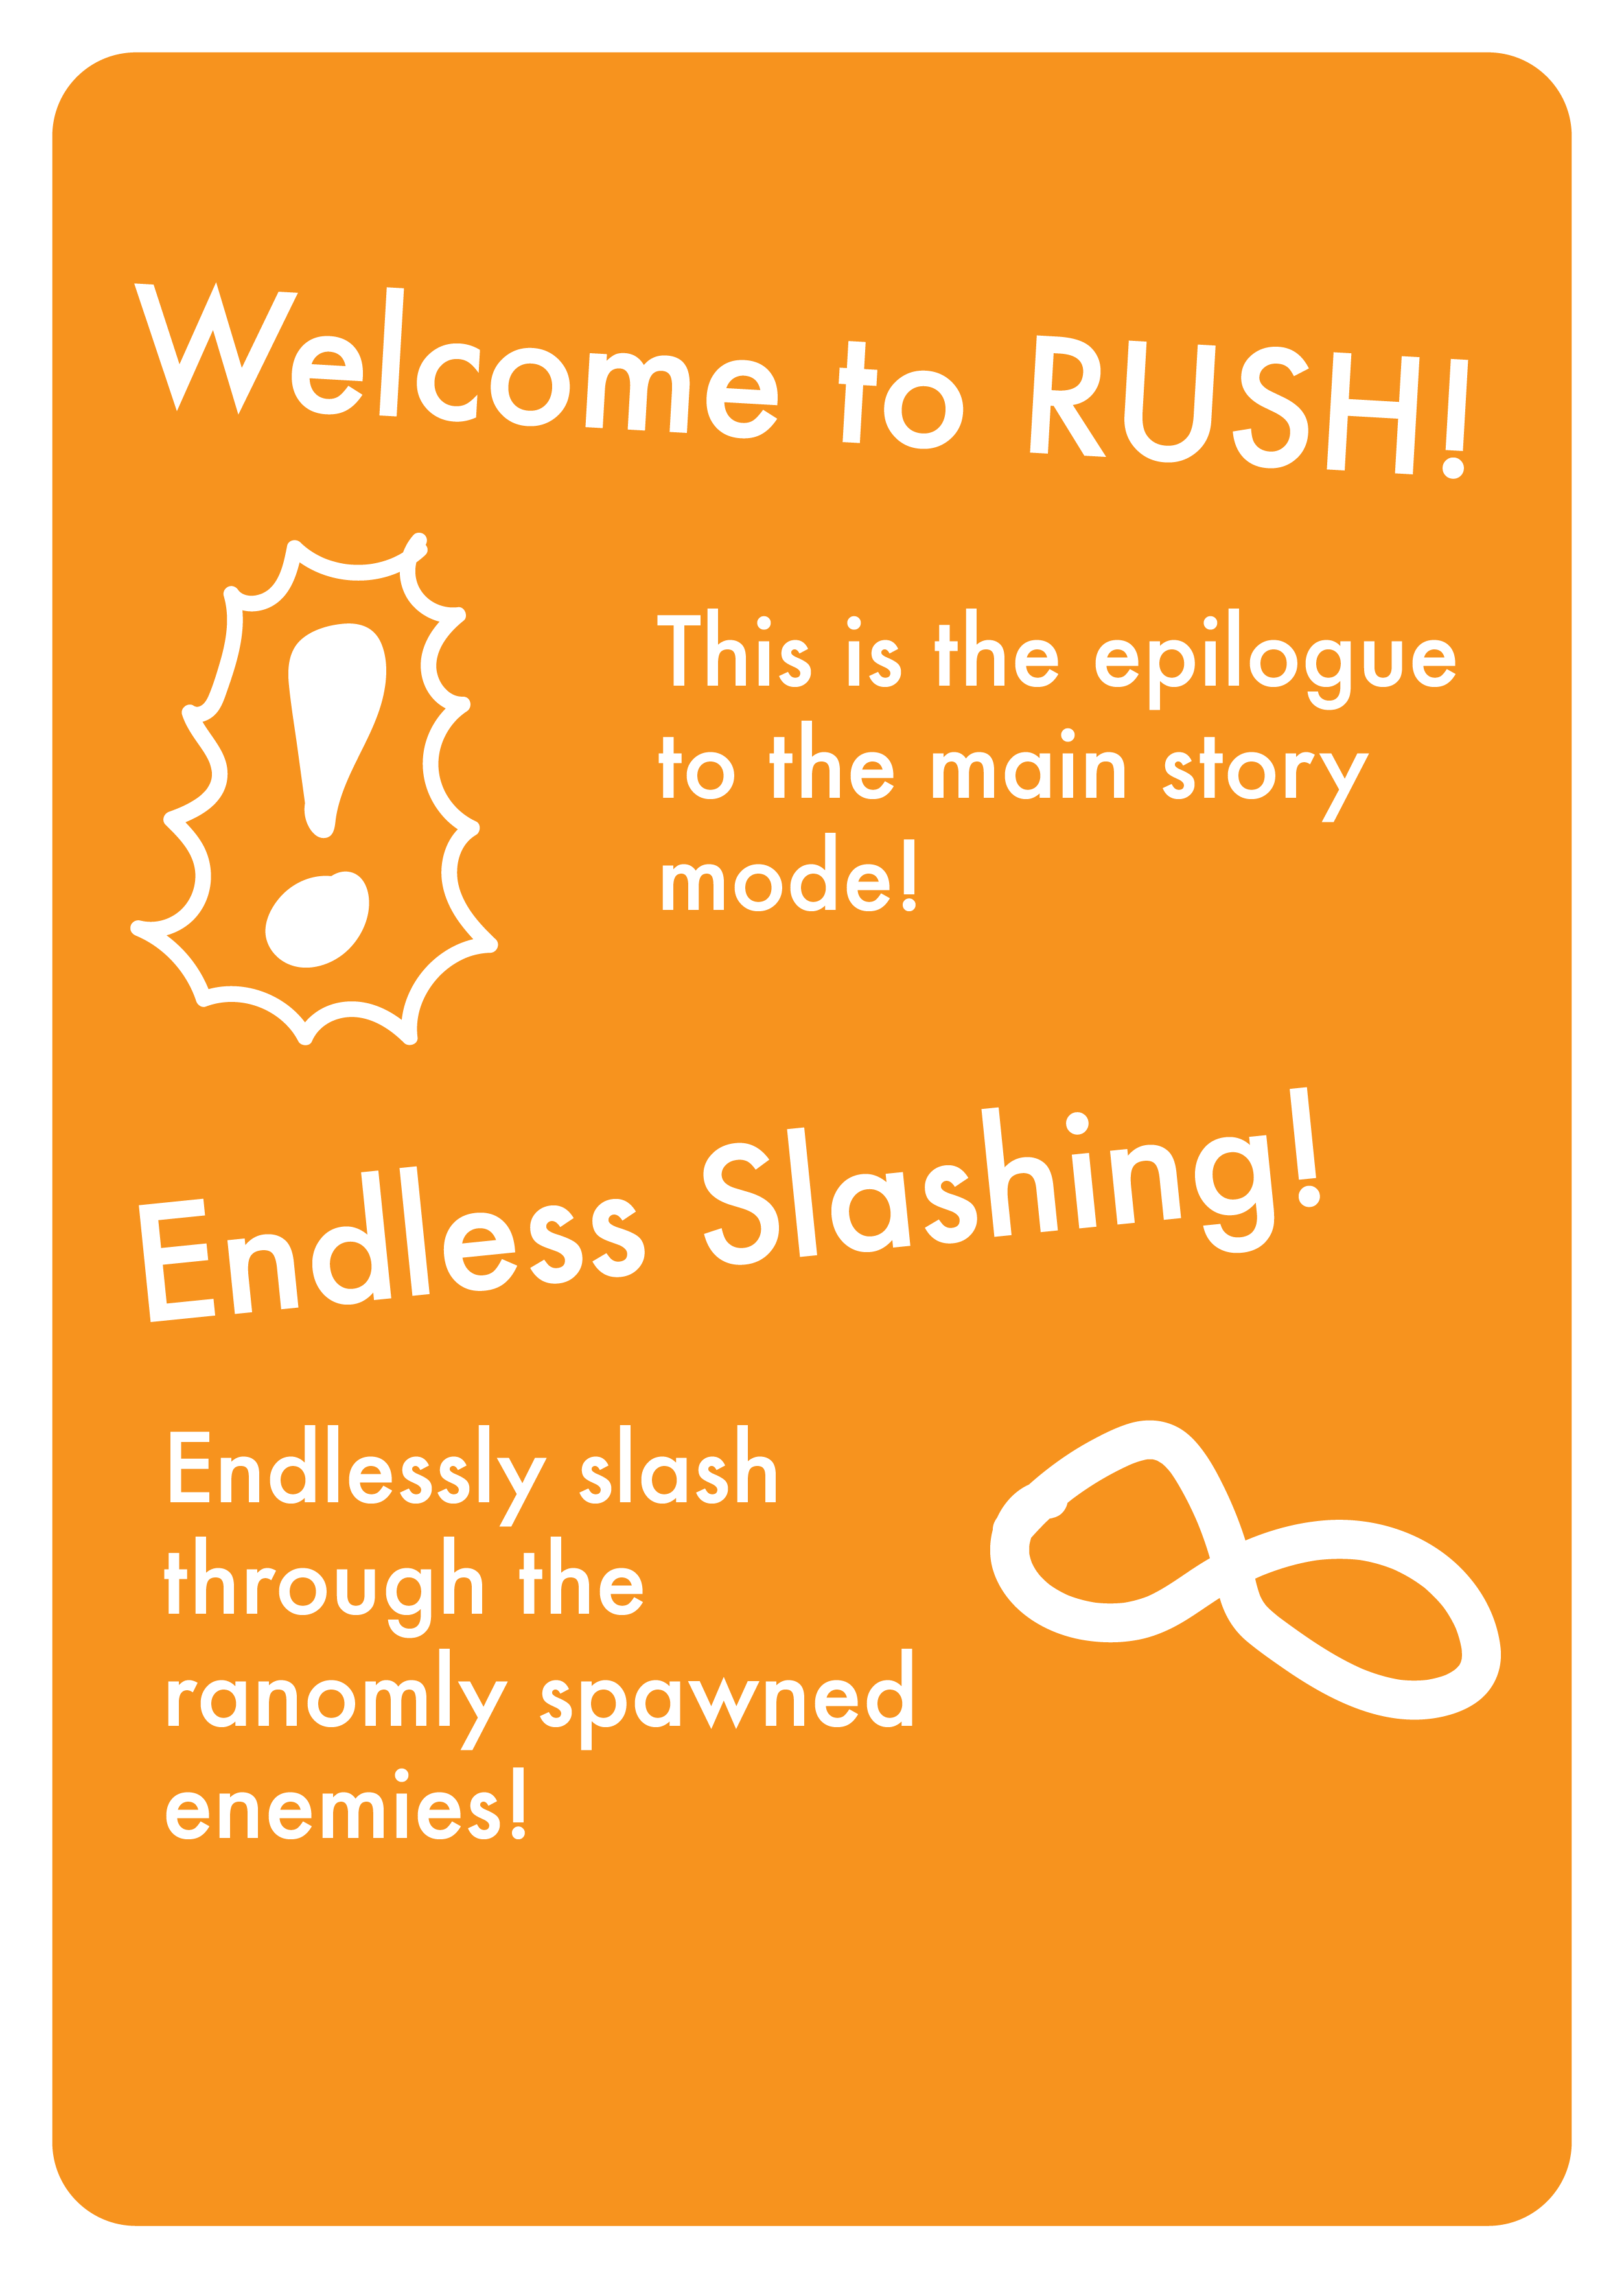 Welcome to RUSH!
This is the epilogue
to the main story
mode!
Endless Slashing!
Endlessly slash
through the
ranomly spawned
enemies!